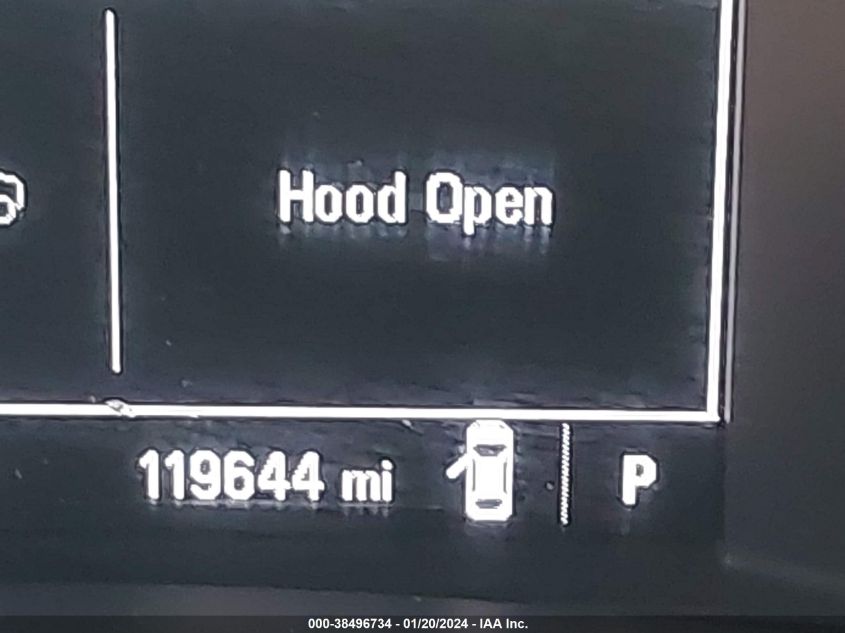 Hood Open
119644 mi P
000-38496734 - 01/20/2024 - IAA Inc.